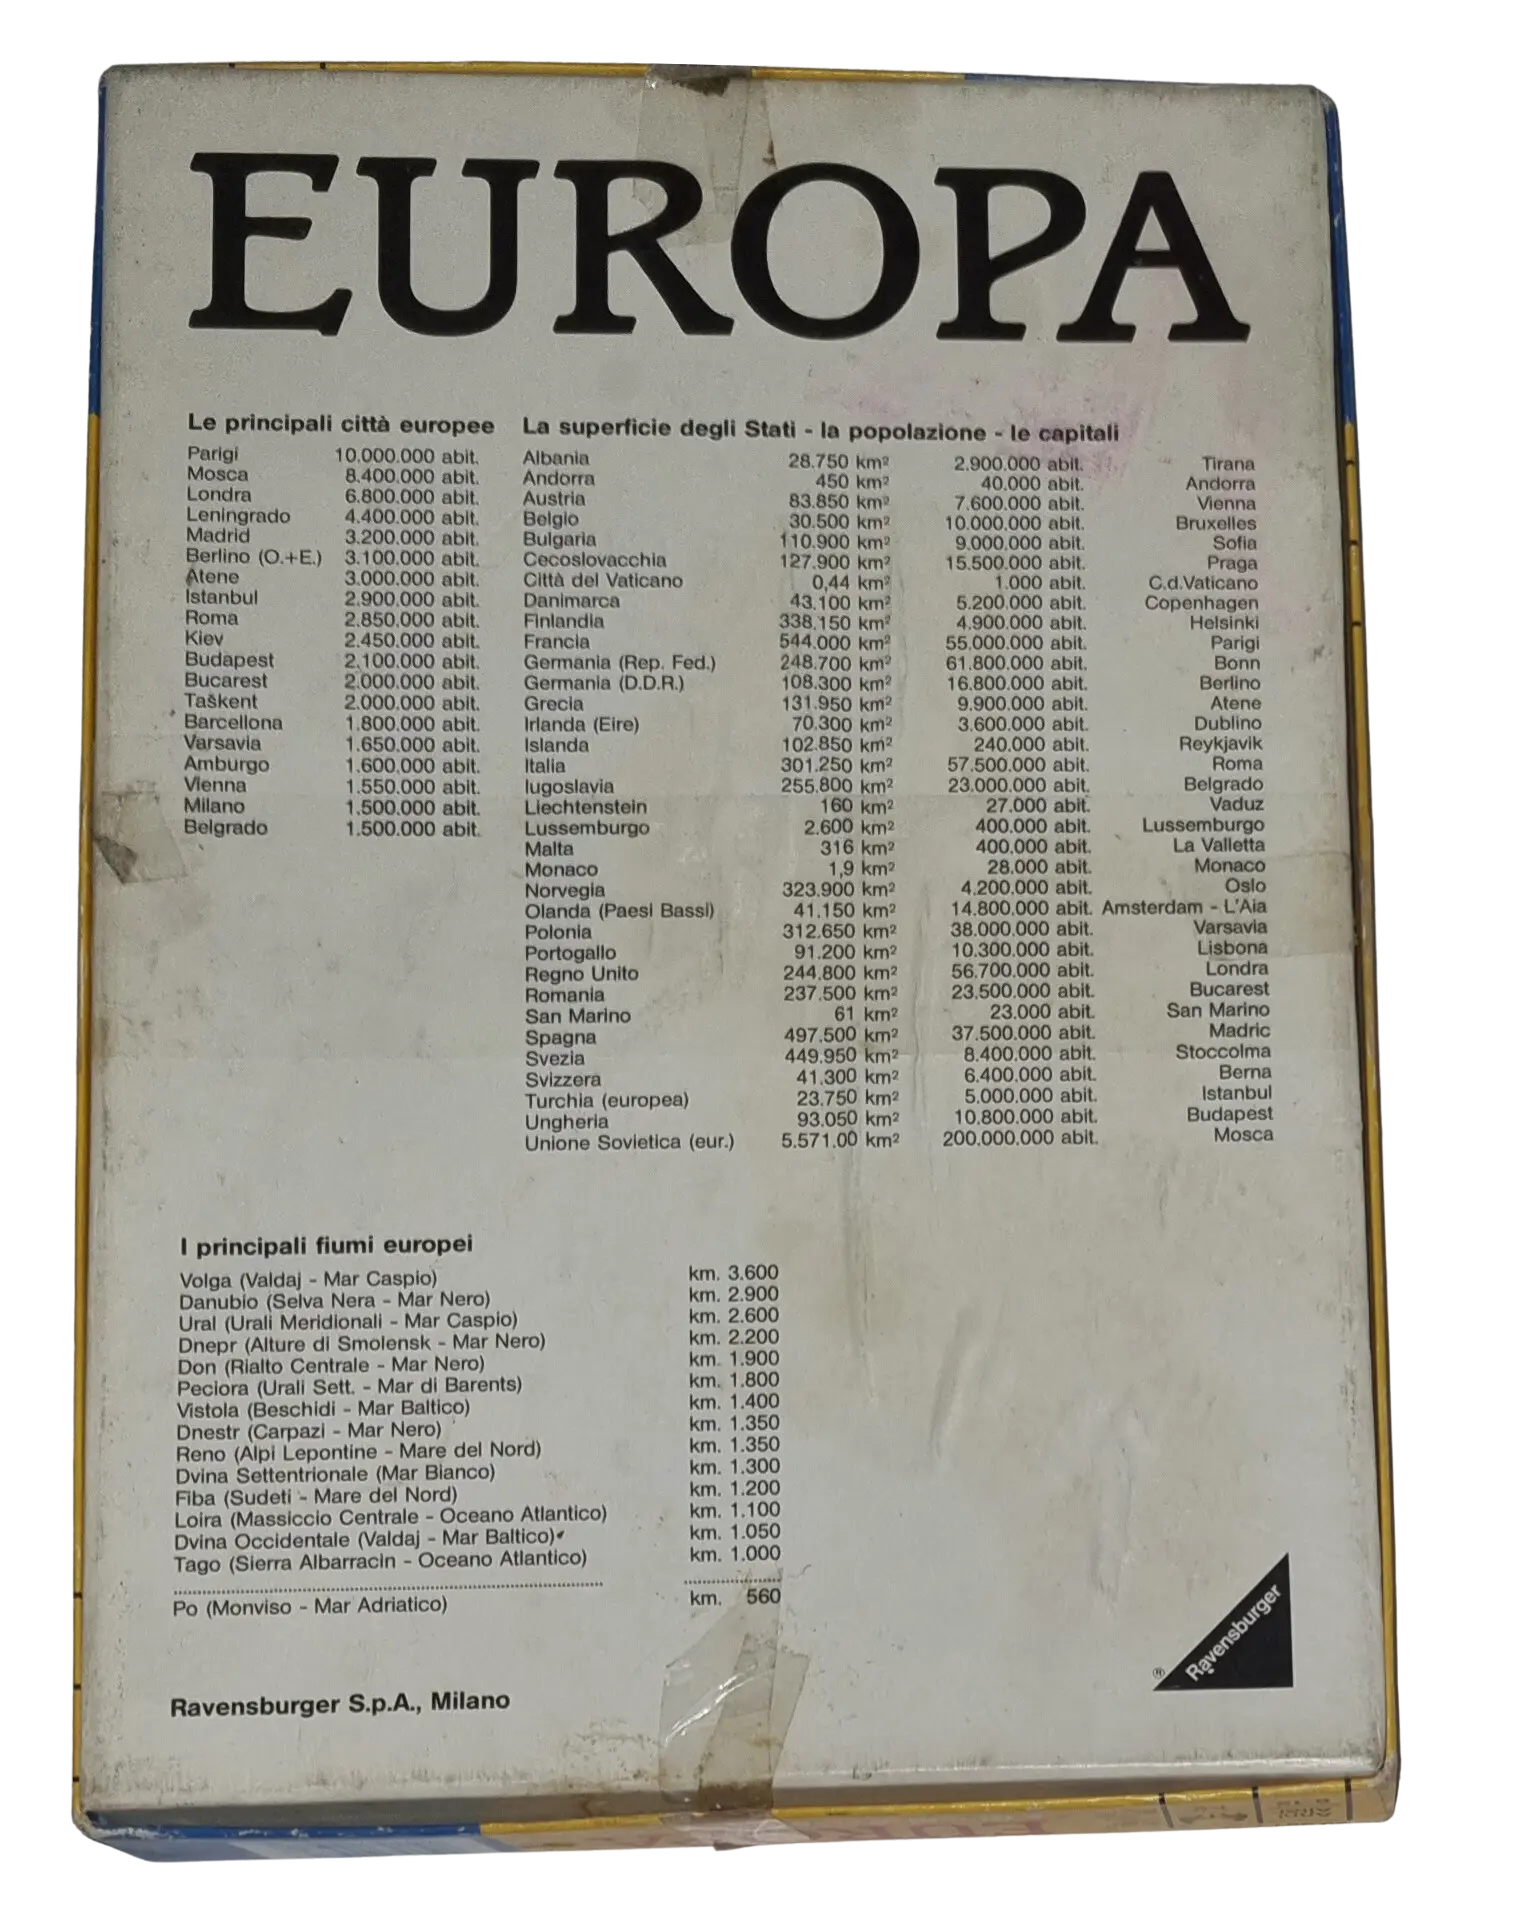 EUROPA
Le principali città europee
Parigi 10.000.000 abit.
Mosca 8.400.000 abit.
Londra 6.800.000 abit.
Leningrado 4.400.000 abit.
Madrid 3.200.000 abit.
Berlino (O.+E.) 3.100.000 abit.
Atene 3.000.000 abit.
Istanbul 2.900.000 abit.
Roma 2.850.000 abit.
Kiev 2.450.000 abit.
Budapest 2.100.000 abit.
Bucarest 2.000.000 abit.
Taškent 2.000.000 abit.
Barcellona 1.800.000 abit.
Varsavia 1.650.000 abit.
Amburgo 1.600.000 abit.
Vienna 1.550.000 abit.
Milano 1.500.000 abit.
Belgrado 1.500.000 abit.
La superficie degli Stati - la popolazione - le capitali
Albania 28.750 km² 2.900.000 abit. Tirana
Andorra 450 km² 40.000 abit. Andorra
Austria 83.850 km² 7.600.000 abit. Vienna
Belgio 30.500 km² 10.000.000 abit. Bruxelles
Bulgaria 110.900 km² 9.000.000 abit. Sofia
Cecoslovacchia 127.900 km² 15.500.000 abit. Praga
Città del Vaticano 0,44 km² 1.000 abit. C.d.Vaticano
Danimarca 43.100 km² 5.200.000 abit. Copenhagen
Finlandia 338.150 km² 4.900.000 abit. Helsinki
Francia 544.000 km² 55.000.000 abit. Parigi
Germania (Rep. Fed.) 248.700 km² 61.800.000 abit. Bonn
Germania (D.D.R.) 108.300 km² 16.800.000 abit. Berlino
Grecia 131.950 km² 9.900.000 abit. Atene
Irlanda (Eire) 70.300 km² 3.600.000 abit. Dublino
Islanda 102.850 km² 240.000 abit. Reykjavik
Italia 301.250 km² 57.500.000 abit. Roma
Iugoslavia 255.800 km² 23.000.000 abit. Belgrado
Liechtenstein 160 km² 27.000 abit. Vaduz
Lussemburgo 2.600 km² 400.000 abit. Lussemburgo
Malta 316 km² 400.000 abit. La Valletta
Monaco 1,9 km² 28.000 abit. Monaco
Norvegia 323.900 km² 4.200.000 abit. Oslo
Olanda (Paesi Bassi) 41.150 km² 14.800.000 abit. Amsterdam - L'Aia
Polonia 312.650 km² 38.000.000 abit. Varsavia
Portogallo 91.200 km² 10.300.000 abit. Lisbona
Regno Unito 244.800 km² 56.700.000 abit. Londra
Romania 237.500 km² 23.500.000 abit. Bucarest
San Marino 61 km² 23.000 abit. San Marino
Spagna 497.500 km² 37.500.000 abit. Madric
Svezia 449.950 km² 8.400.000 abit. Stoccolma
Svizzera 41.300 km² 6.400.000 abit. Berna
Turchia (europea) 23.750 km² 5.000.000 abit. Istanbul
Ungheria 93.050 km² 10.800.000 abit. Budapest
Unione Sovietica (eur.) 5.571.00 km² 200.000.000 abit. Mosca
I principali fiumi europei
Volga (Valdaj - Mar Caspio) km. 3.600
Danubio (Selva Nera - Mar Nero) km. 2.900
Ural (Urali Meridionali - Mar Caspio) km. 2.600
Dnepr (Alture di Smolensk - Mar Nero) km. 2.200
Don (Rialto Centrale - Mar Nero) km. 1.900
Peciora (Urali Sett. - Mar di Barents) km. 1.800
Vistola (Beschidi - Mar Baltico) km. 1.400
Dnestr (Carpazi - Mar Nero) km. 1.350
Reno (Alpi Lepontine - Mare del Nord) km. 1.350
Dvina Settentrionale (Mar Bianco) km. 1.300
Fiba (Sudeti - Mare del Nord) km. 1.200
Loira (Massiccio Centrale - Oceano Atlantico) km. 1.100
Dvina Occidentale (Valdaj - Mar Baltico) km. 1.050
Tago (Sierra Albarracin - Oceano Atlantico) km. 1.000
Po (Monviso - Mar Adriatico) km. 560
Ravensburger S.p.A., Milano
® Ravensburger